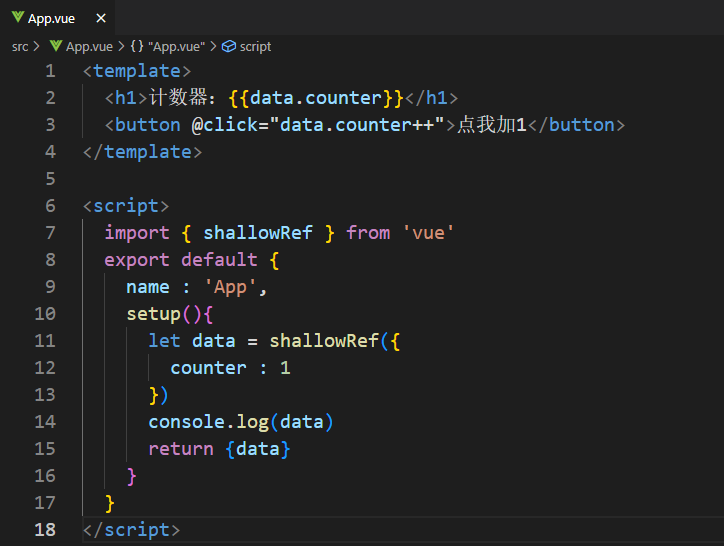 App.vue ×
src > App.vue > {} "App.vue" > script
1 <template>
2   <h1>计数器：{{data.counter}}</h1>
3   <button @click="data.counter++">点我加1</button>
4 </template>
5
6 <script>
7   import { shallowRef } from 'vue'
8   export default {
9     name : 'App',
10     setup(){
11       let data = shallowRef({
12         counter : 1
13       })
14       console.log(data)
15       return {data}
16     }
17   }
18 </script>